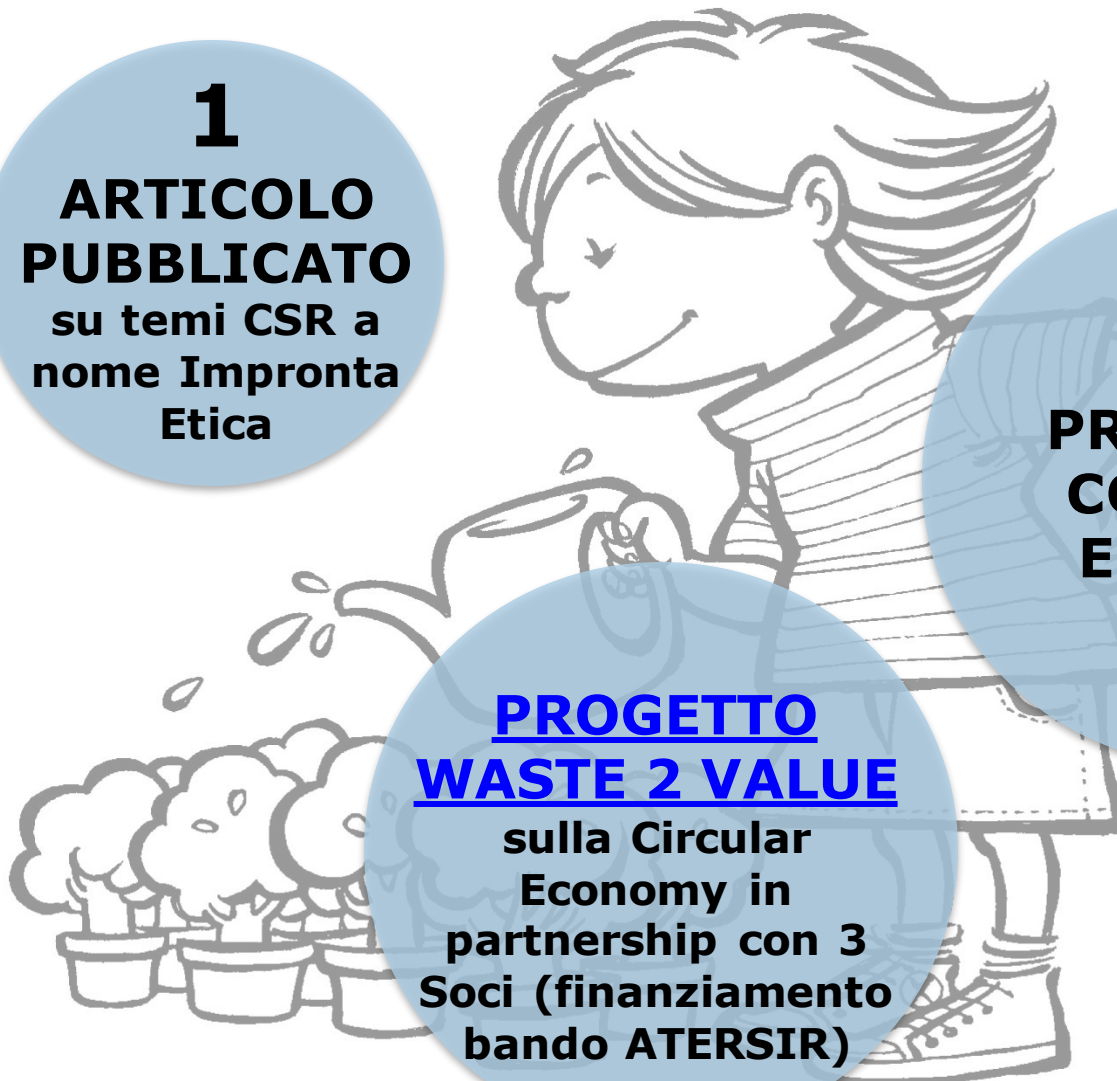 1
ARTICOLO
PUBBLICATO
su temi CSR a
nome Impronta
Etica
PROGETTO
WASTE 2 VALUE
sulla Circular
Economy in
partnership con 3
Soci (finanziamento
bando ATERSIR)